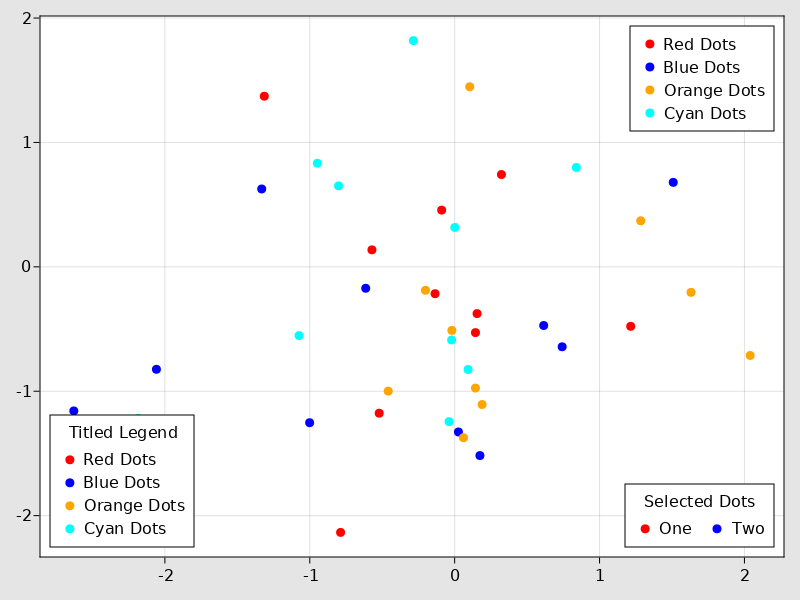 2
1
0
-1
-2
Red Dots
Blue Dots
Orange Dots
Cyan Dots
Titled Legend
Red Dots
Blue Dots
Orange Dots
Cyan Dots
Selected Dots
One Two
-2 -1 0 1 2